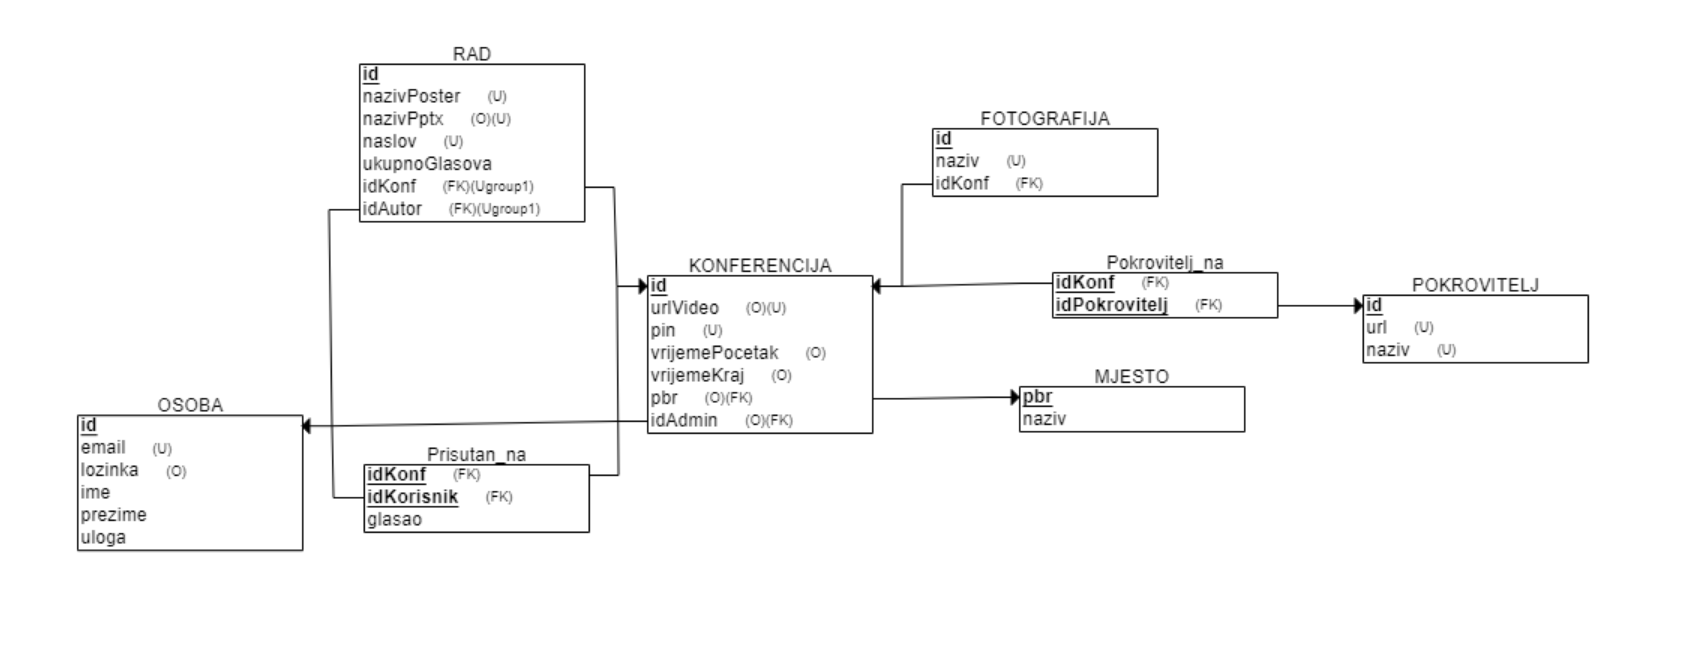 RAD
id
nazivPoster (U)
nazivPptx (O)(U)
naslov (U)
ukupnoGlasova
idKonf (FK)(Ugroup1)
idAutor (FK)(Ugroup1)
FOTOGRAFIJA
id
naziv (U)
idKonf (FK)
KONFERENCIJA
id
urlVideo (O)(U)
pin (U)
vrijemePocetak (O)
vrijemeKraj (O)
pbr (O)(FK)
idAdmin (O)(FK)
Pokrovitelj_na
idKonf (FK)
idPokrovitelj (FK)
POKROVITELJ
id
url (U)
naziv (U)
MJESTO
pbr
naziv
OSOBA
id
email (U)
lozinka (O)
ime
prezime
uloga
Prisutan_na
idKonf (FK)
idKorisnik (FK)
glasao